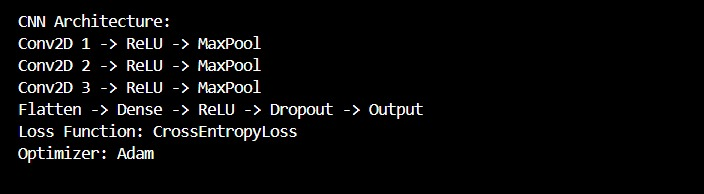 CNN Architecture:
Conv2D 1 -> ReLU -> MaxPool
Conv2D 2 -> ReLU -> MaxPool
Conv2D 3 -> ReLU -> MaxPool
Flatten -> Dense -> ReLU -> Dropout -> Output
Loss Function: CrossEntropyLoss
Optimizer: Adam